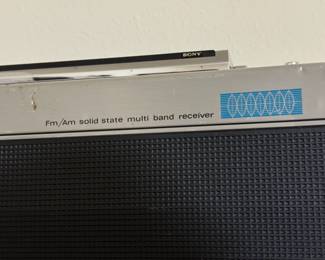 SONY
Fm/Am solid state multi band receiver